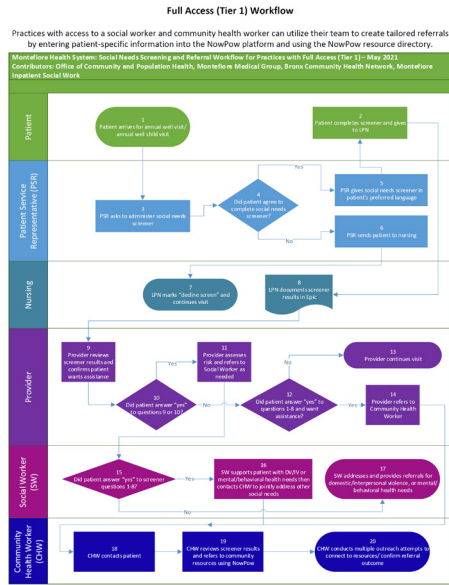 Full Access (Tier 1) Workflow
Practices with access to a social worker and community health worker can utilize their team to create tailored referrals
by entering patient-specific information into the NowPow platform and using the NowPow resource directory.
Montefiore Health System: Social Needs Screening and Referral Workflow for Practices with Full Access (Tier 1) – May 2021
Contributors: Office of Community and Population Health, Montefiore Medical Group, Bronx Community Health Network, Montefiore
Inpatient Social Work
Patient
1
Patient arrives for annual well visit/
annual well child visit
2
Patient completes screener and gives
to LPN
Patient Service
Representative (PSR)
3
PSR asks to administer social needs
screener
4
Did patient agree to
complete social needs
screener?
Yes
No
5
PSR gives social needs screener in
patient's preferred language
6
PSR sends patient to nursing
Nursing
7
LPN marks "decline screen" and
continues visit
8
LPN documents screener
results in Epic
Provider
9
Provider reviews
screener results and
confirms patient
wants assistance
10
Did patient answer "yes"
to questions 9 or 10?
Yes
No
11
Provider assesses
risk and refers to
Social Worker as
needed
12
Did patient answer "yes" to
questions 1-8 and want
assistance?
No
Yes
13
Provider continues visit
14
Provider refers to
Community Health
Worker
Social Worker
(SW)
15
Did patient answer "yes" to screener
questions 1-8?
Yes
No
16
SW supports patient with DV/IV or
mental/behavioral health needs then
contacts CHW to jointly address other
social needs
17
SW addresses and provides referrals for
domestic/interpersonal violence, or mental/
behavioral health needs
Community
Health Worker
(CHW)
18
CHW contacts patient
19
CHW reviews screener results
and refers to community
resources using NowPow
20
CHW conducts multiple outreach attempts to
connect to resources/ confirm referral
outcome